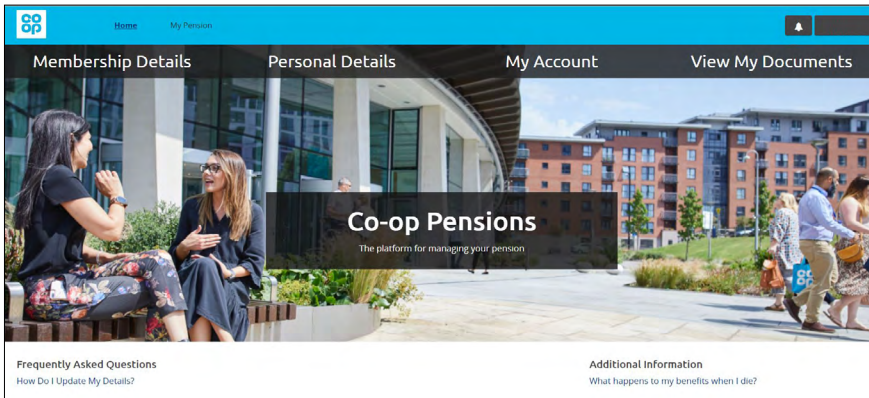 CO
OP
Home
My Pension
Membership Details
Personal Details
My Account
View My Documents
Co-op Pensions
The platform for managing your pension
CO
OP
Frequently Asked Questions
How Do I Update My Details?
Additional Information
What happens to my benefits when I die?